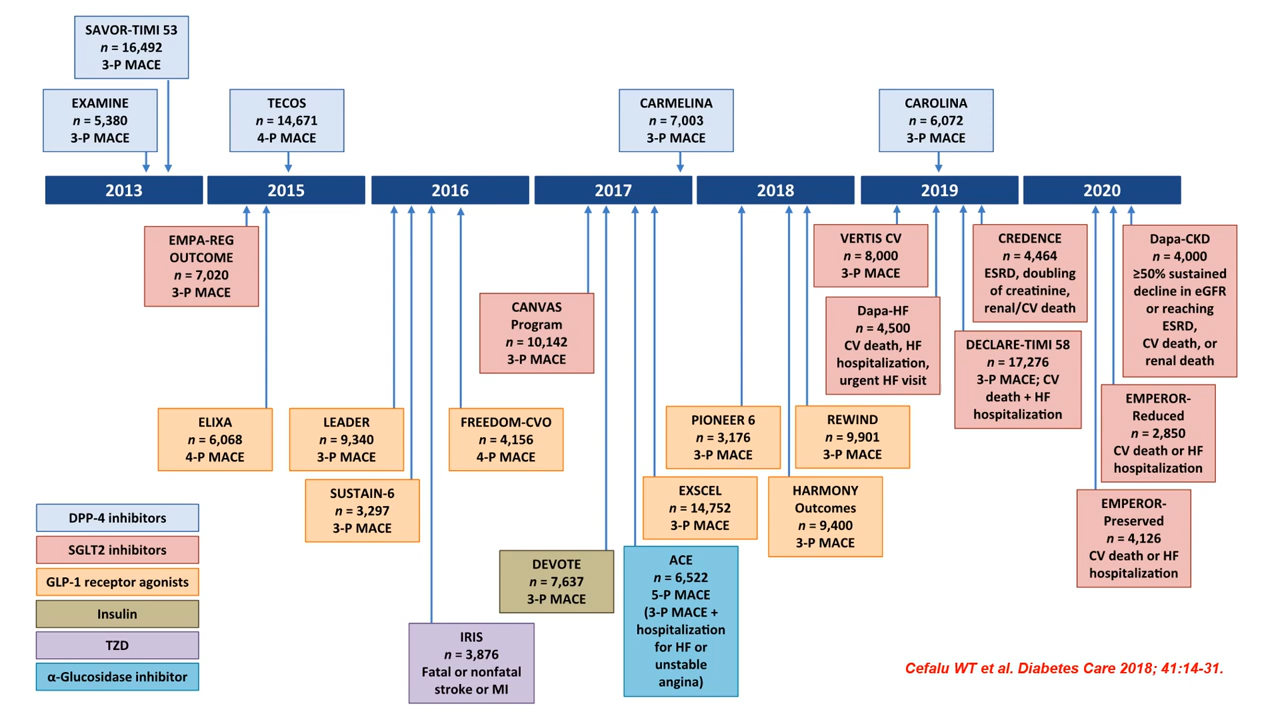 SAVOR-TIMI 53
n = 16,492
3-P MACE
EXAMINE
n = 5,380
3-P MACE
TECOS
n = 14,671
4-P MACE
CARMELINA
n = 7,003
3-P MACE
CAROLINA
n = 6,072
3-P MACE
2013
2015
2016
2017
2018
2019
2020
EMPA-REG
OUTCOME
n = 7,020
3-P MACE
CANVAS
Program
n = 10,142
3-P MACE
VERTIS CV
n = 8,000
3-P MACE
Dapa-HF
n = 4,500
CV death, HF
hospitalization,
urgent HF visit
CREDENCE
n = 4,464
ESRD, doubling
of creatinine,
renal/CV death
DECLARE-TIMI 58
n = 17,276
3-P MACE; CV
death + HF
hospitalization
Dapa-CKD
n = 4,000
≥50% sustained
decline in eGFR
or reaching
ESRD,
CV death, or
renal death
EMPEROR-
Reduced
n = 2,850
CV death or HF
hospitalization
EMPEROR-
Preserved
n = 4,126
CV death or HF
hospitalization
ELIXA
n = 6,068
4-P MACE
LEADER
n = 9,340
3-P MACE
FREEDOM-CVO
n = 4,156
4-P MACE
PIONEER 6
n = 3,176
3-P MACE
REWIND
n = 9,901
3-P MACE
SUSTAIN-6
n = 3,297
3-P MACE
EXSCEL
n = 14,752
3-P MACE
HARMONY
Outcomes
n = 9,400
3-P MACE
DEVOTE
n = 7,637
3-P MACE
ACE
n = 6,522
5-P MACE
(3-P MACE +
hospitalization
for HF or
unstable
angina)
IRIS
n = 3,876
Fatal or nonfatal
stroke or MI
DPP-4 inhibitors
SGLT2 inhibitors
GLP-1 receptor agonists
Insulin
TZD
α-Glucosidase inhibitor
Cefalu WT et al. Diabetes Care 2018; 41:14-31.